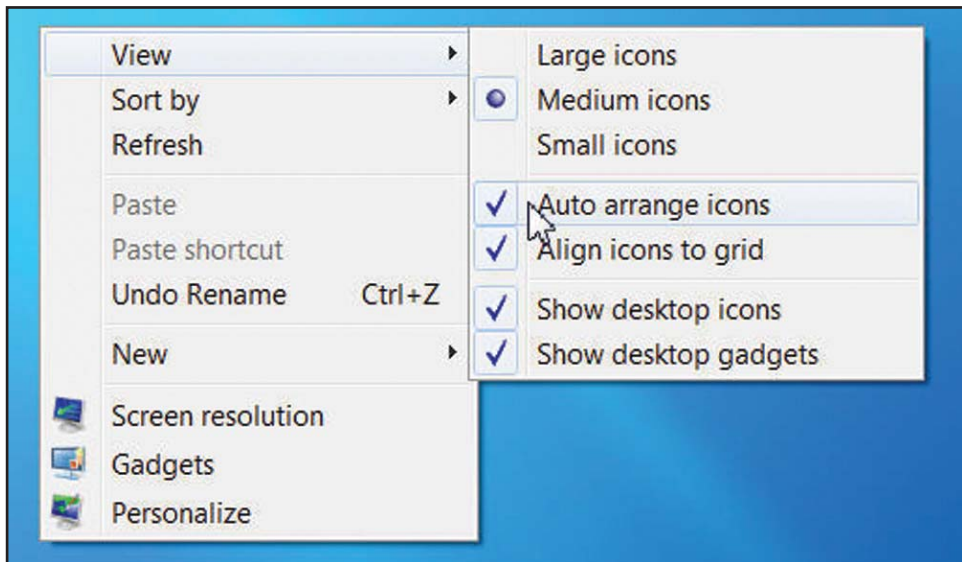 View
Sort by
Refresh
Paste
Paste shortcut
Undo Rename Ctrl+Z
New
Screen resolution
Gadgets
Personalize
Large icons
Medium icons
Small icons
Auto arrange icons
Align icons to grid
Show desktop icons
Show desktop gadgets